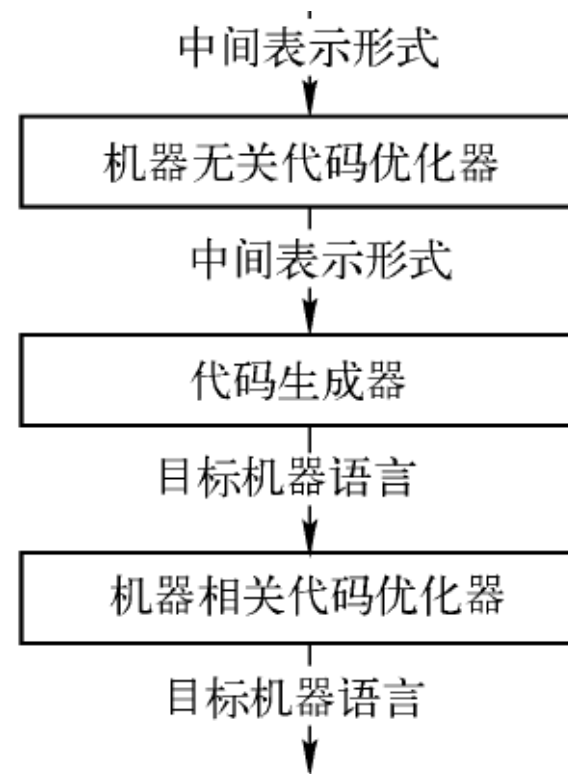 中间表示形式
机器无关代码优化器
中间表示形式
代码生成器
目标机器语言
机器相关代码优化器
目标机器语言